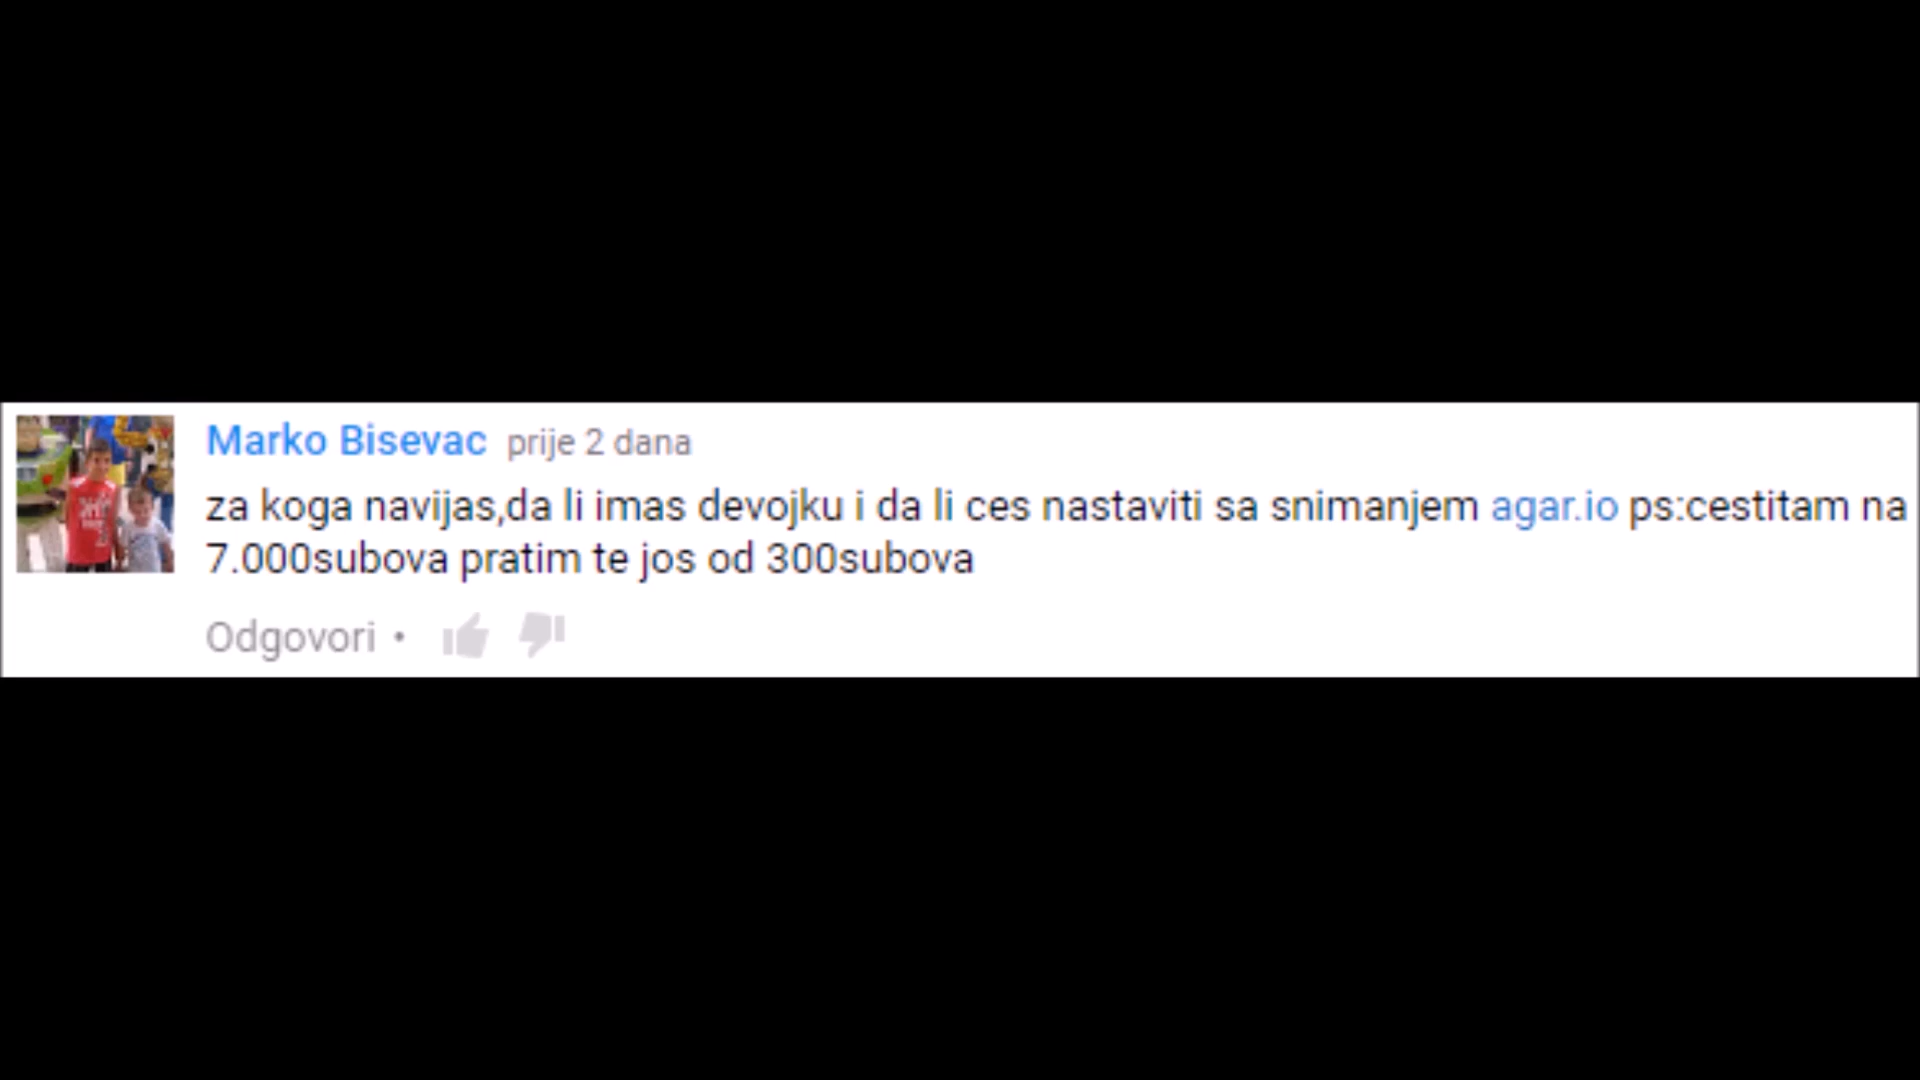 Marko Bisevac prije 2 dana
za koga navijas,da li imas devojku i da li ces nastaviti sa snimanjem agar.io ps:cestitam na
7.000subova pratim te jos od 300subova
Odgovori •